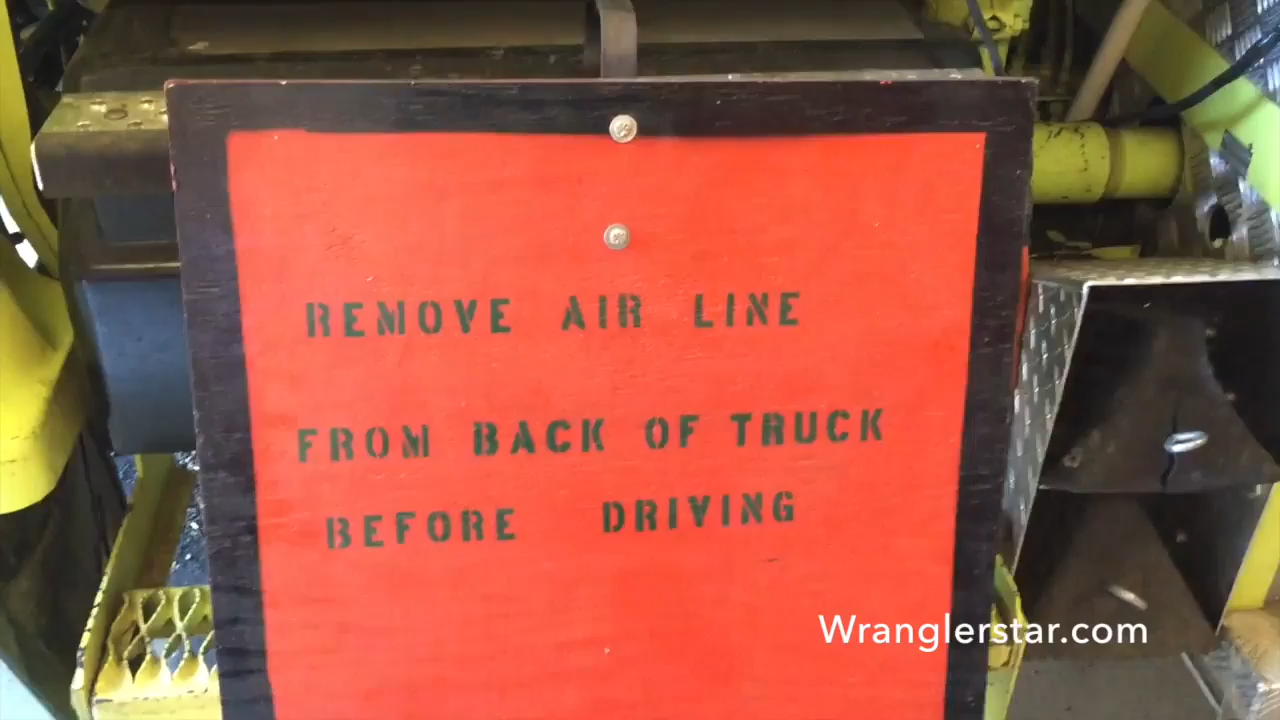 REMOVE AIR LINE
FROM BACK OF TRUCK
BEFORE DRIVING
Wranglerstar.com